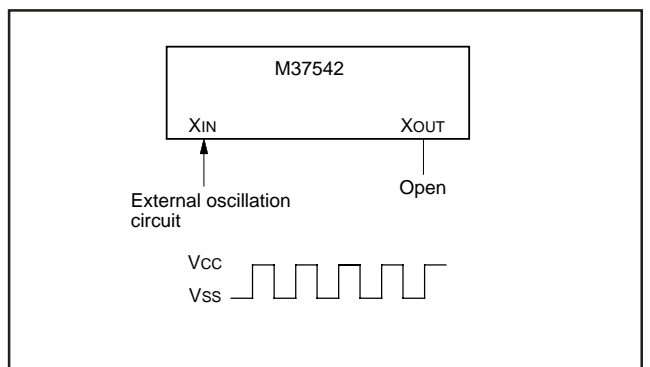 M37542
XIN XOUT
External oscillation
circuit
Open
VCC
VSS